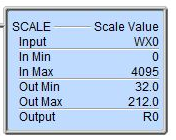 SCALE Scale Value
Input WX0
In Min 0
In Max 4095
Out Min 32.0
Out Max 212.0
Output R0